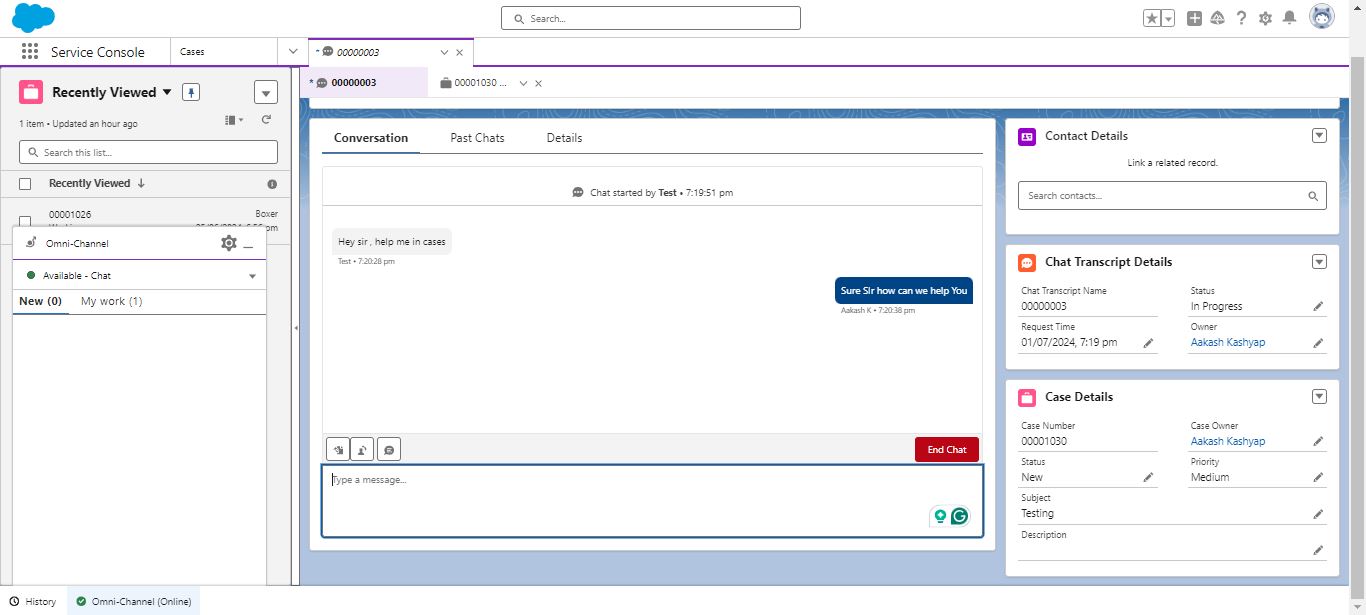 Search...
Service Console
Cases
* 00000003
* 00000003
00001030 ...
Recently Viewed
1 item • Updated an hour ago
Search this list...
Recently Viewed ↓
00001026
Boxer
Omni-Channel
Available - Chat
New (0)
My work (1)
Conversation
Past Chats
Details
Chat started by Test • 7:19:51 pm
Hey sir , help me in cases
Test • 7:20:28 pm
Sure SIr how can we help You
Aakash K • 7:20:38 pm
End Chat
Type a message...
Contact Details
Link a related record.
Search contacts...
Chat Transcript Details
Chat Transcript Name
00000003
Status
In Progress
Request Time
01/07/2024, 7:19 pm
Owner
Aakash Kashyap
Case Details
Case Number
00001030
Case Owner
Aakash Kashyap
Status
New
Priority
Medium
Subject
Testing
Description
History
Omni-Channel (Online)